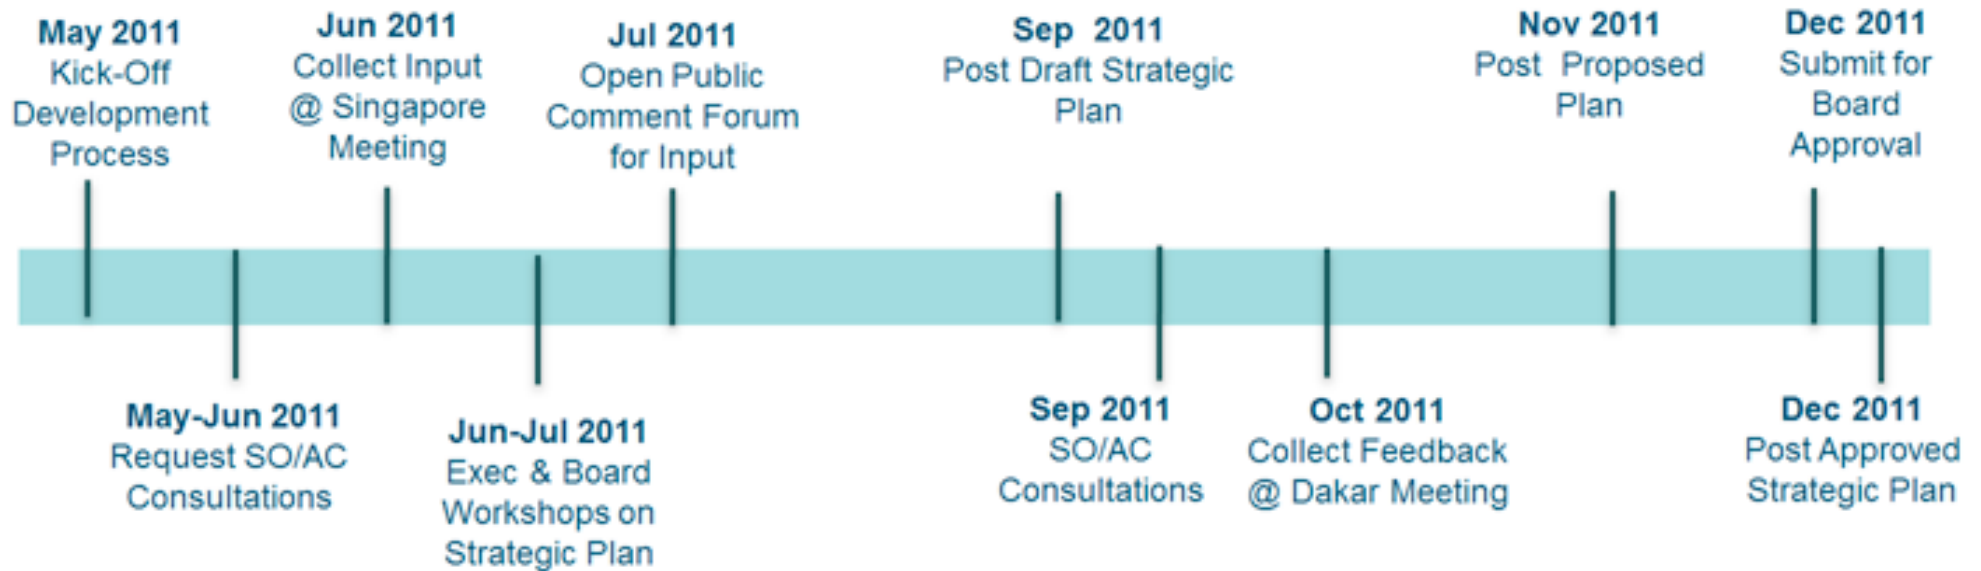 May 2011
Kick-Off
Development
Process
Jun 2011
Collect Input
@ Singapore
Meeting
Jul 2011
Open Public
Comment Forum
for Input
Sep 2011
Post Draft Strategic
Plan
Nov 2011
Post Proposed
Plan
Dec 2011
Submit for
Board
Approval
May-Jun 2011
Request SO/AC
Consultations
Jun-Jul 2011
Exec & Board
Workshops on
Strategic Plan
Sep 2011
SO/AC
Consultations
Oct 2011
Collect Feedback
@ Dakar Meeting
Dec 2011
Post Approved
Strategic Plan